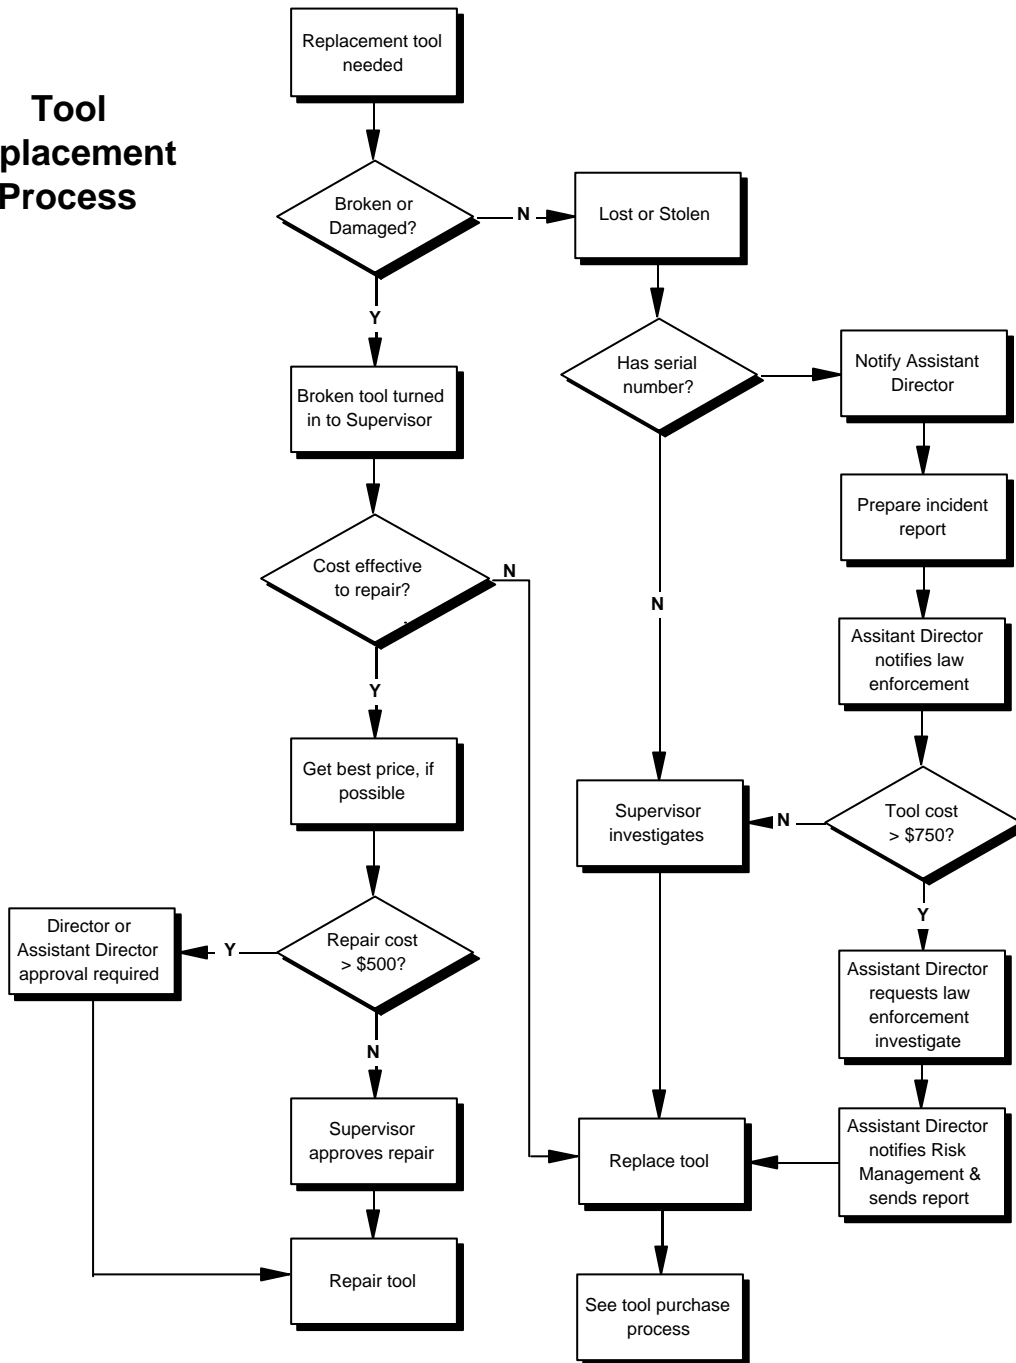 Tool
placement
Process
Replacement tool
needed
Broken or
Damaged?
N
Lost or Stolen
Y
Has serial
number?
Notify Assistant
Director
Broken tool turned
in to Supervisor
Prepare incident
report
Cost effective
to repair?
N
N
Assitant Director
notifies law
enforcement
Y
Get best price, if
possible
Supervisor
investigates
N
Tool cost
> $750?
Y
Director or
Assistant Director
approval required
Y
Repair cost
> $500?
Assistant Director
requests law
enforcement
investigate
N
Supervisor
approves repair
Replace tool
Assistant Director
notifies Risk
Management &
sends report
Repair tool
See tool purchase
process